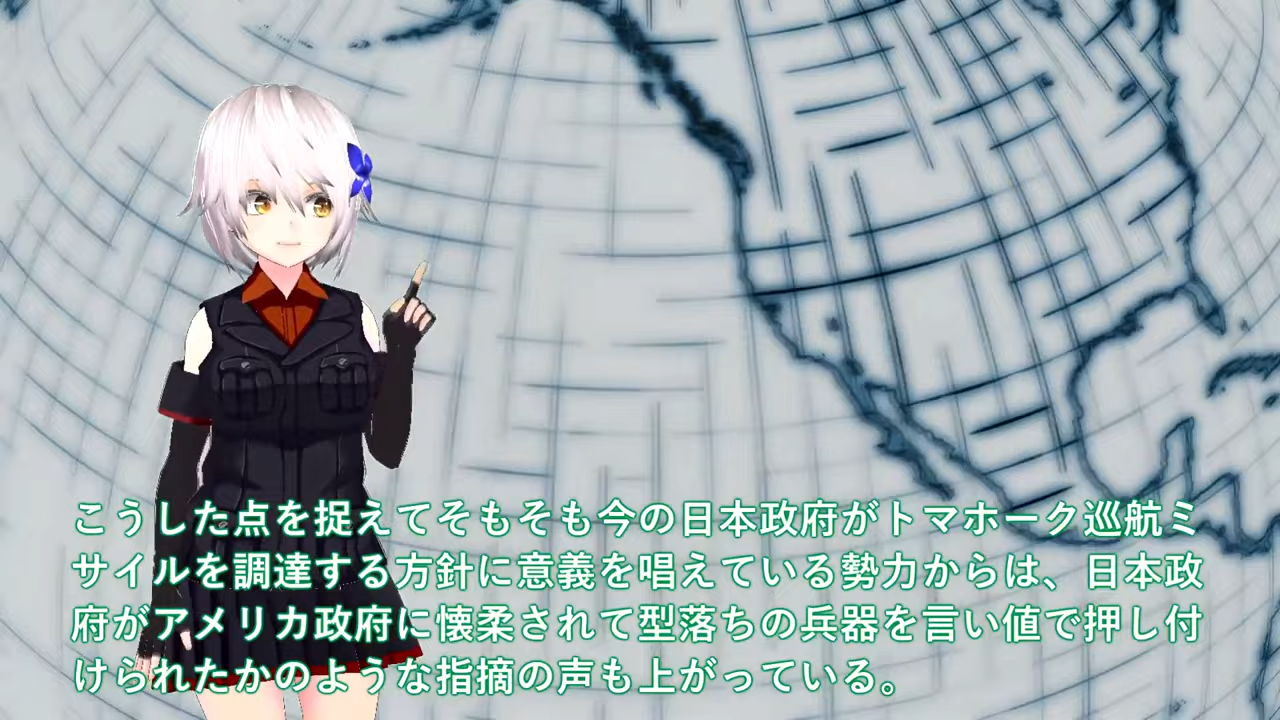 こうした点を捉えてそもそも今の日本政府がトマホーク巡航ミ
サイルを調達する方針に意義を唱えている勢力からは、日本政
府がアメリカ政府に懐柔されて型落ちの兵器を言い値で押し付
けられたかのような指摘の声も上がっている。